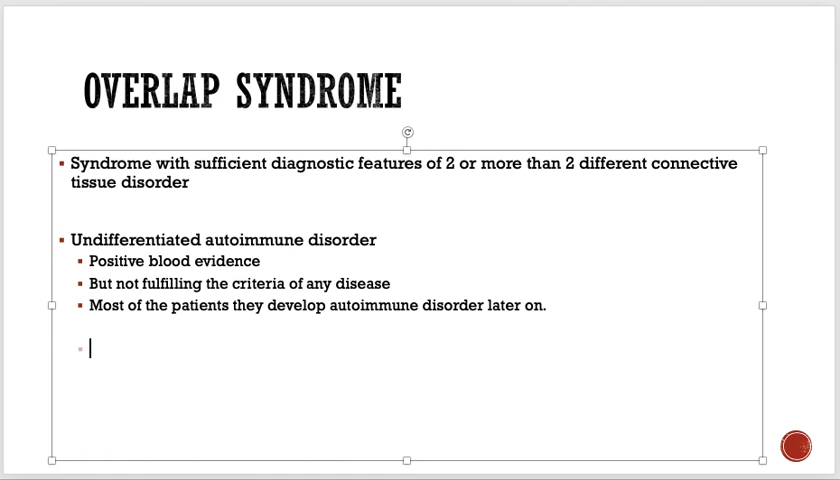 OVERLAP SYNDROME
Syndrome with sufficient diagnostic features of 2 or more than 2 different connective
tissue disorder
Undifferentiated autoimmune disorder
Positive blood evidence
But not fulfilling the criteria of any disease
Most of the patients they develop autoimmune disorder later on.